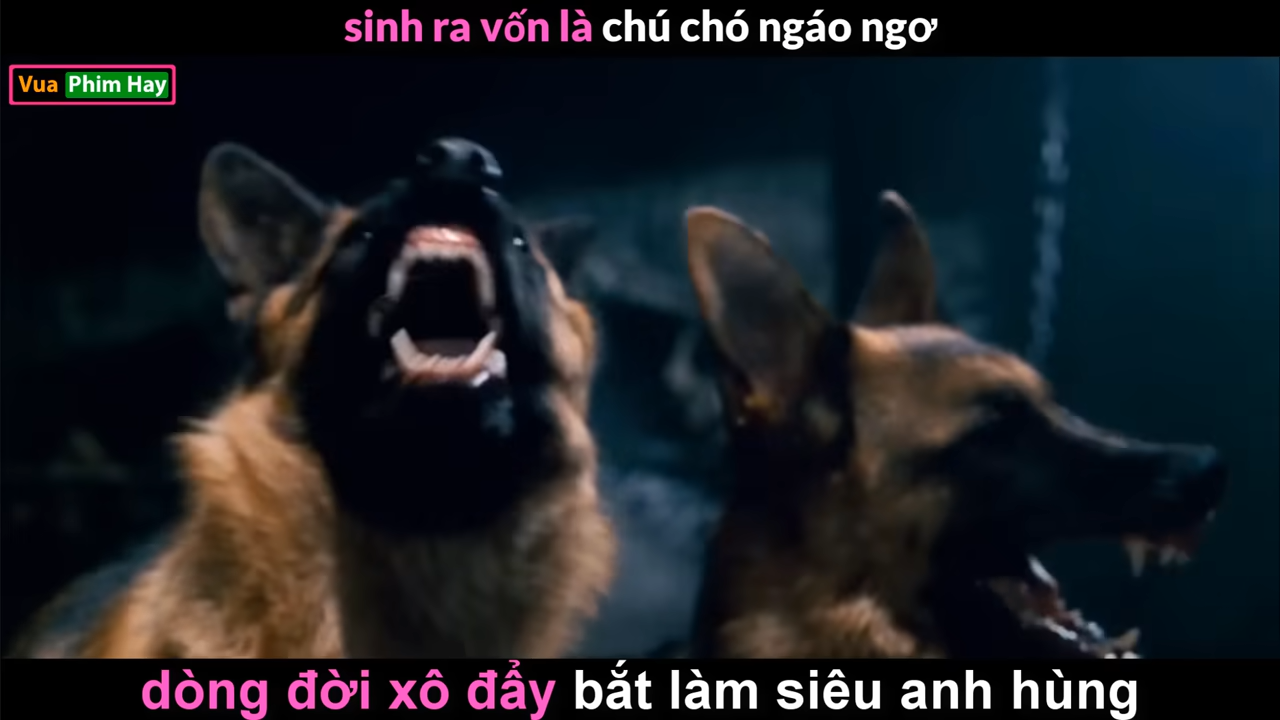 sinh ra vốn là chú chó ngáo ngơ
Vua Phim Hay
dòng đời xô đẩy bắt làm siêu anh hùng